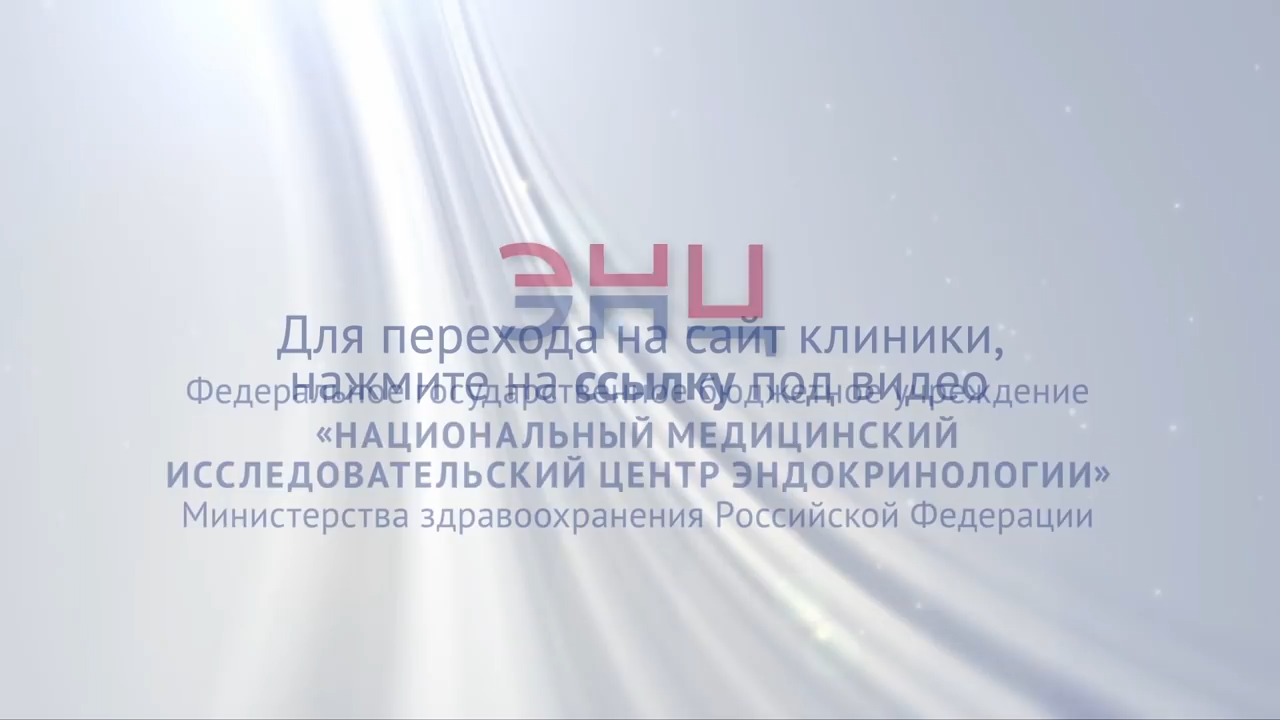 ЭНЦ
Для перехода на сайт клиники,
нажмите на ссылку под видео
Федеральное государственное бюджетное учреждение
«НАЦИОНАЛЬНЫЙ МЕДИЦИНСКИЙ
ИССЛЕДОВАТЕЛЬСКИЙ ЦЕНТР ЭНДОКРИНОЛОГИИ»
Министерства здравоохранения Российской Федерации